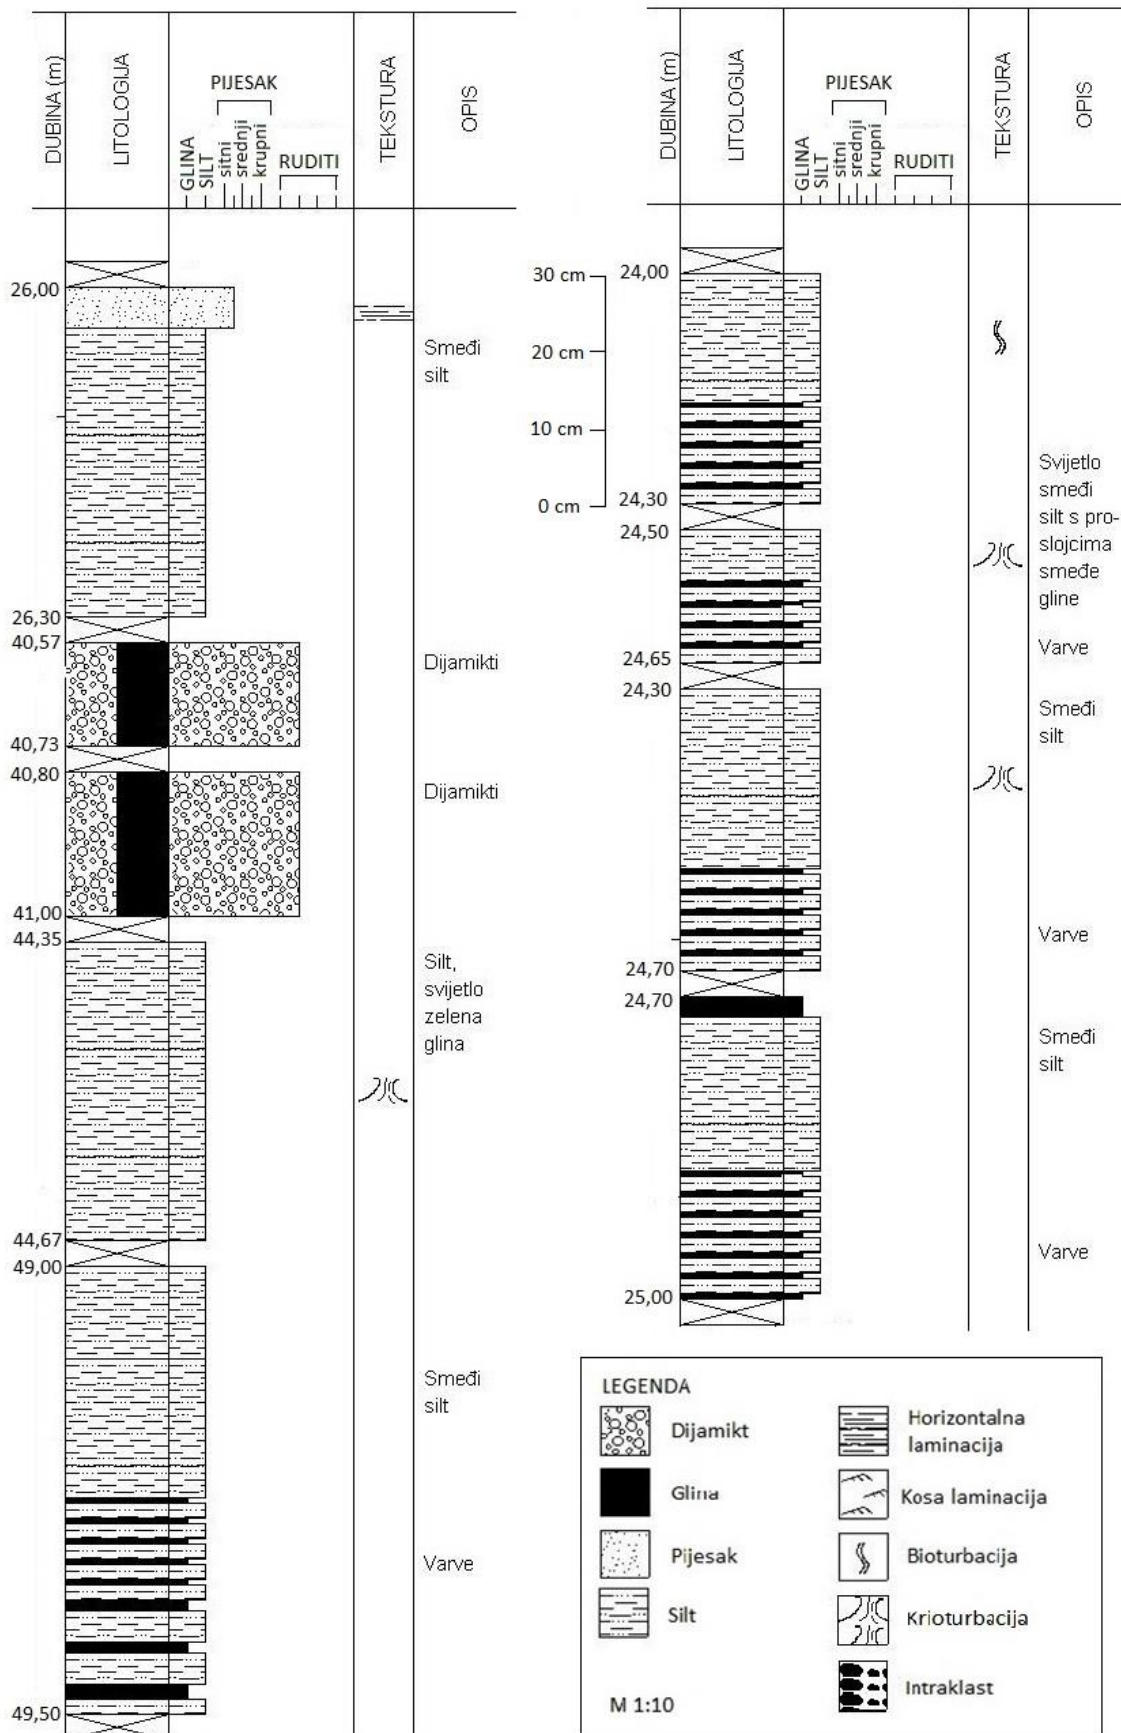 DUBINA (m)
LITOLOGIJA
PIJESAK
GLINA
SILT
sitni
srednji
krupni
RUDITI
TEKSTURA
OPIS
26,00
Smeđi
silt
26,30
40,57
Dijamikti
40,73
40,80
Dijamikti
41,00
44,35
Silt,
svijetlo
zelena
glina
44,67
49,00
Smeđi
silt
Varve
49,50
DUBINA (m)
LITOLOGIJA
PIJESAK
GLINA
SILT
sitni
srednji
krupni
RUDITI
TEKSTURA
OPIS
30 cm
20 cm
10 cm
0 cm
24,00
Svijetlo
smeđi
silt s pro-
slojcima
smeđe
gline
24,30
24,50
Varve
24,65
24,30
Smeđi
silt
Varve
24,70
24,70
Smeđi
silt
Varve
25,00
LEGENDA
Dijamikt
Glina
Pijesak
Silt
M 1:10
Horizontalna
laminacija
Kosa laminacija
Bioturbacija
Krioturbacija
Intraklast